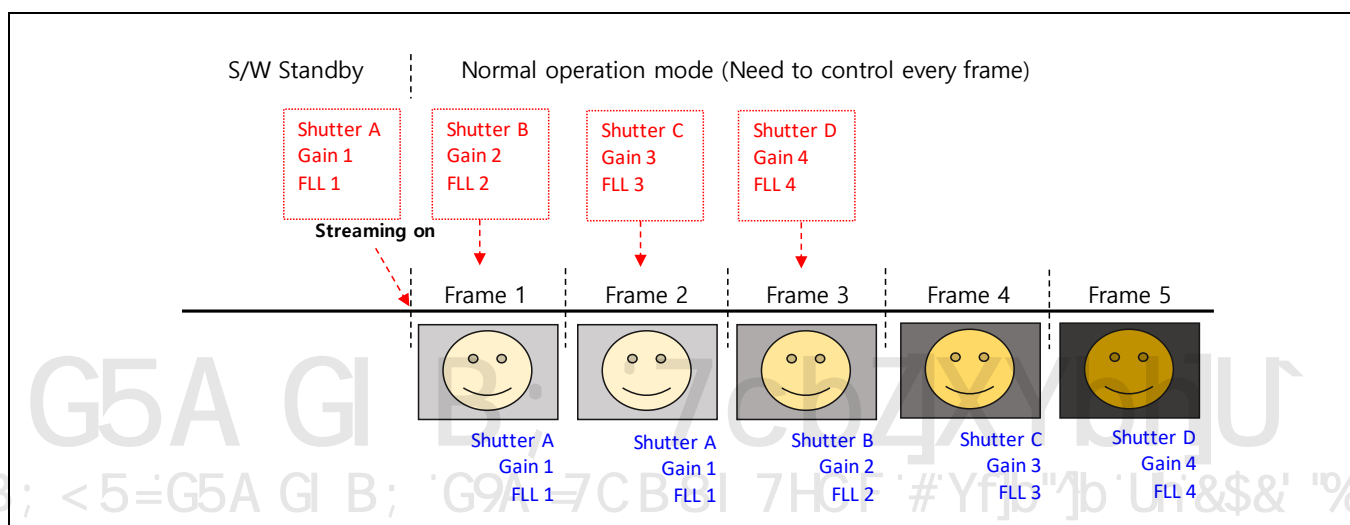 S/W Standby
Normal operation mode (Need to control every frame)
Shutter A
Gain 1
FLL 1
Shutter B
Gain 2
FLL 2
Shutter C
Gain 3
FLL 3
Shutter D
Gain 4
FLL 4
Streaming on
Frame 1
Frame 2
Frame 3
Frame 4
Frame 5
Shutter A
Gain 1
FLL 1
Shutter A
Gain 1
FLL 1
Shutter B
Gain 2
FLL 2
Shutter C
Gain 3
FLL 3
Shutter D
Gain 4
FLL 4